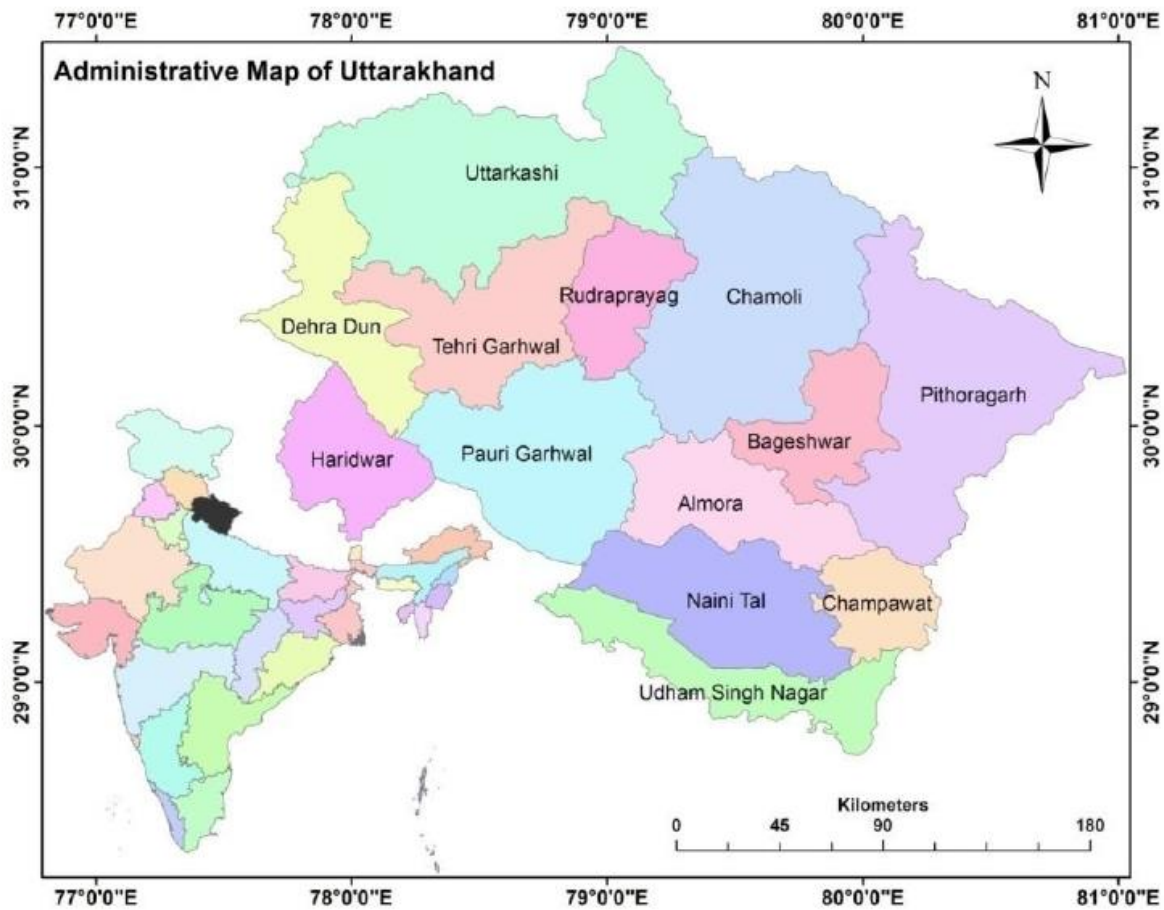 77°0'0"E 78°0'0"E 79°0'0"E 80°0'0"E 81°0'0"E
Administrative Map of Uttarakhand
N
31°0'0"N 31°0'0"N
Uttarkashi
Rudraprayag
Chamoli
Dehra Dun
Tehri Garhwal
Pithoragarh
30°0'0"N 30°0'0"N
Haridwar
Pauri Garhwal
Bageshwar
Almora
Naini Tal
Champawat
29°0'0"N 29°0'0"N
Udham Singh Nagar
Kilometers
0 45 90 180
77°0'0"E 78°0'0"E 79°0'0"E 80°0'0"E 81°0'0"E